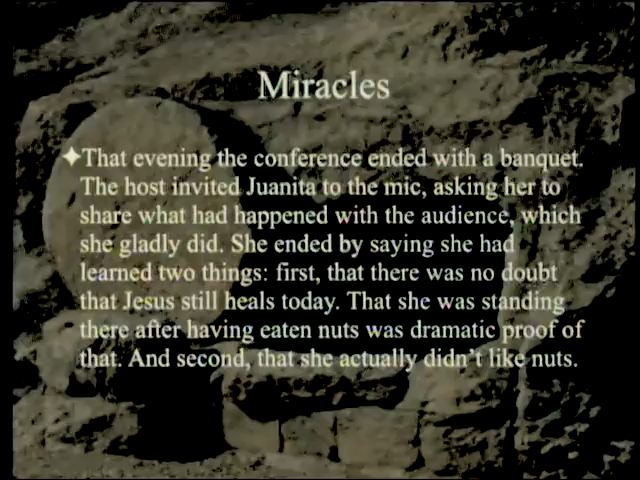 Miracles
✦That evening the conference ended with a banquet.
The host invited Juanita to the mic, asking her to
share what had happened with the audience, which
she gladly did. She ended by saying she had
learned two things: first, that there was no doubt
that Jesus still heals today. That she was standing
there after having eaten nuts was dramatic proof of
that. And second, that she actually didn't like nuts.